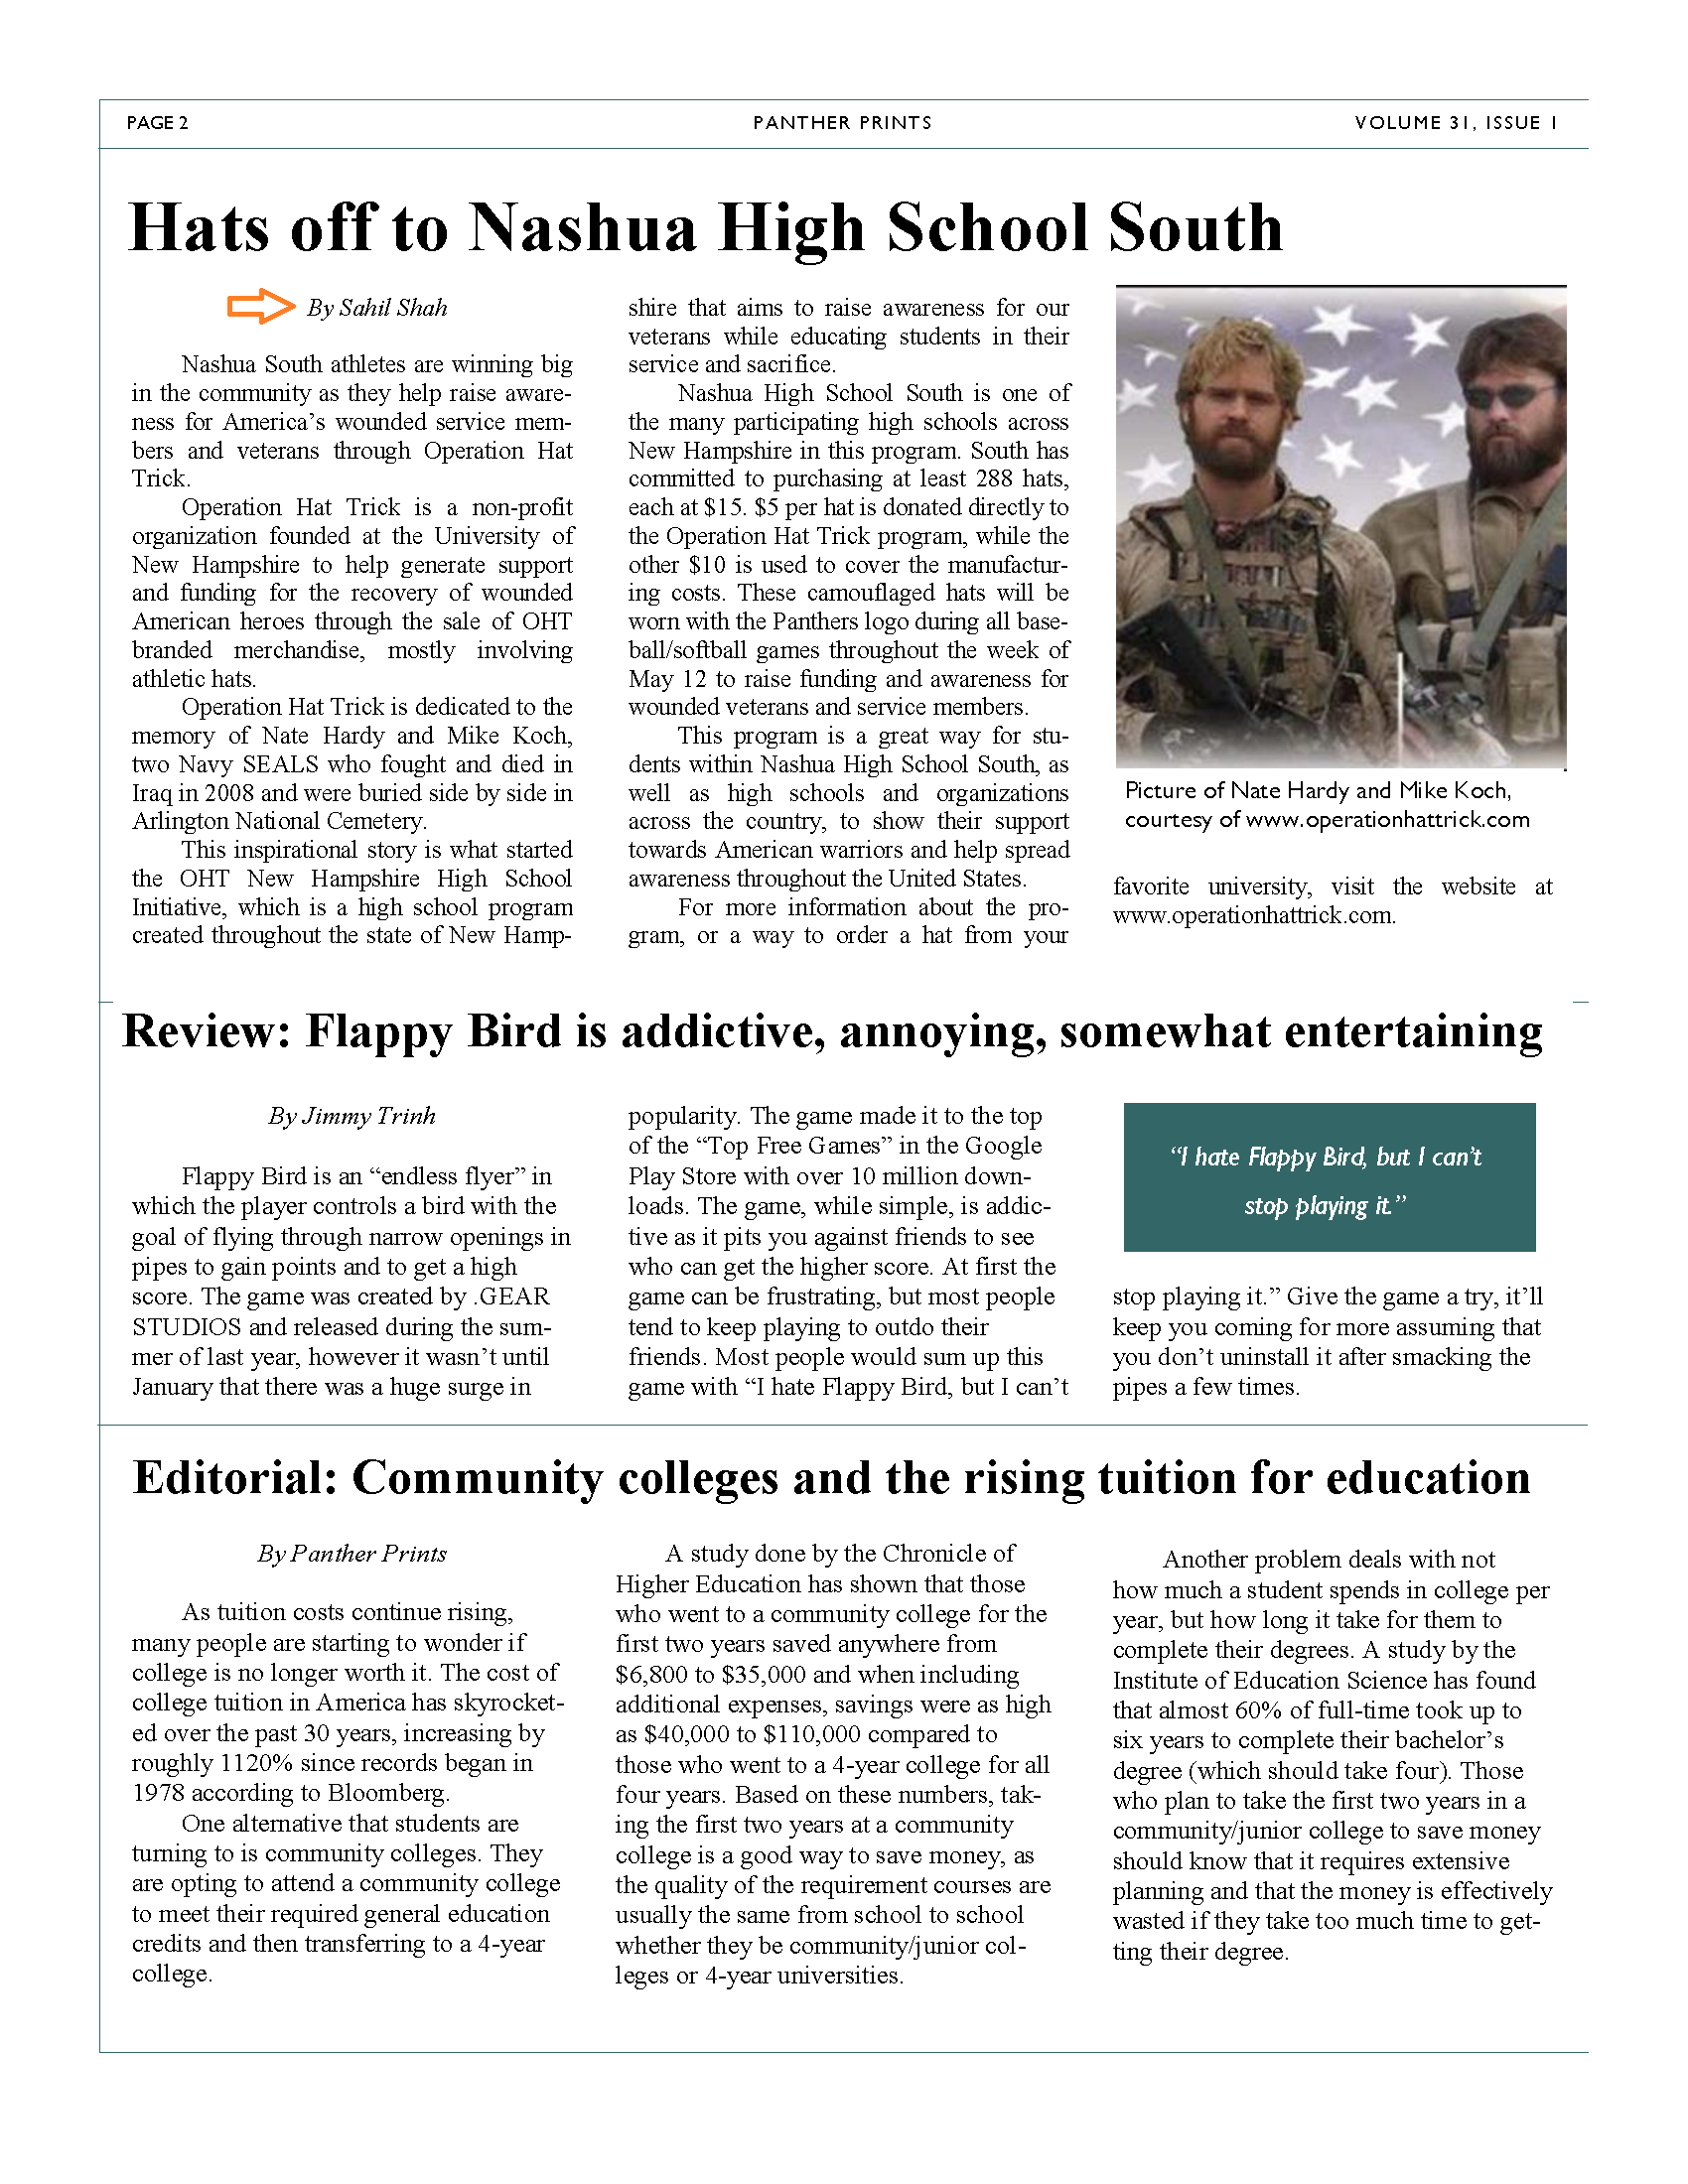 PAGE 2
PANTHER PRINTS
VOLUME 31, ISSUE 1
Hats off to Nashua High School South
By Sahil Shah
Nashua South athletes are winning big
in the community as they help raise aware-
ness for America’s wounded service mem-
bers and veterans through Operation Hat
Trick.
Operation Hat Trick is a non-profit
organization founded at the University of
New Hampshire to help generate support
and funding for the recovery of wounded
American heroes through the sale of OHT
branded merchandise, mostly involving
athletic hats.
Operation Hat Trick is dedicated to the
memory of Nate Hardy and Mike Koch,
two Navy SEALS who fought and died in
Iraq in 2008 and were buried side by side in
Arlington National Cemetery.
This inspirational story is what started
the OHT New Hampshire High School
Initiative, which is a high school program
created throughout the state of New Hamp-
shire that aims to raise awareness for our
veterans while educating students in their
service and sacrifice.
Nashua High School South is one of
the many participating high schools across
New Hampshire in this program. South has
committed to purchasing at least 288 hats,
each at $15. $5 per hat is donated directly to
the Operation Hat Trick program, while the
other $10 is used to cover the manufactur-
ing costs. These camouflaged hats will be
worn with the Panthers logo during all base-
ball/softball games throughout the week of
May 12 to raise funding and awareness for
wounded veterans and service members.
This program is a great way for stu-
dents within Nashua High School South, as
well as high schools and organizations
across the country, to show their support
towards American warriors and help spread
awareness throughout the United States.
For more information about the pro-
gram, or a way to order a hat from your
Picture of Nate Hardy and Mike Koch,
courtesy of www.operationhattrick.com
favorite university, visit the website at
www.operationhattrick.com.
Review: Flappy Bird is addictive, annoying, somewhat entertaining
By Jimmy Trinh
Flappy Bird is an “endless flyer” in
which the player controls a bird with the
goal of flying through narrow openings in
pipes to gain points and to get a high
score. The game was created by .GEAR
STUDIOS and released during the sum-
mer of last year, however it wasn’t until
January that there was a huge surge in
popularity. The game made it to the top
of the “Top Free Games” in the Google
Play Store with over 10 million down-
loads. The game, while simple, is addic-
tive as it pits you against friends to see
who can get the higher score. At first the
game can be frustrating, but most people
tend to keep playing to outdo their
friends. Most people would sum up this
game with “I hate Flappy Bird, but I can’t
“I hate Flappy Bird, but I can’t
stop playing it.”
stop playing it.” Give the game a try, it’ll
keep you coming for more assuming that
you don’t uninstall it after smacking the
pipes a few times.
Editorial: Community colleges and the rising tuition for education
By Panther Prints
As tuition costs continue rising,
many people are starting to wonder if
college is no longer worth it. The cost of
college tuition in America has skyrocket-
ed over the past 30 years, increasing by
roughly 1120% since records began in
1978 according to Bloomberg.
One alternative that students are
turning to is community colleges. They
are opting to attend a community college
to meet their required general education
credits and then transferring to a 4-year
college.
A study done by the Chronicle of
Higher Education has shown that those
who went to a community college for the
first two years saved anywhere from
$6,800 to $35,000 and when including
additional expenses, savings were as high
as $40,000 to $110,000 compared to
those who went to a 4-year college for all
four years. Based on these numbers, tak-
ing the first two years at a community
college is a good way to save money, as
the quality of the requirement courses are
usually the same from school to school
whether they be community/junior col-
leges or 4-year universities.
Another problem deals with not
how much a student spends in college per
year, but how long it take for them to
complete their degrees. A study by the
Institute of Education Science has found
that almost 60% of full-time took up to
six years to complete their bachelor’s
degree (which should take four). Those
who plan to take the first two years in a
community/junior college to save money
should know that it requires extensive
planning and that the money is effectively
wasted if they take too much time to get-
ting their degree.